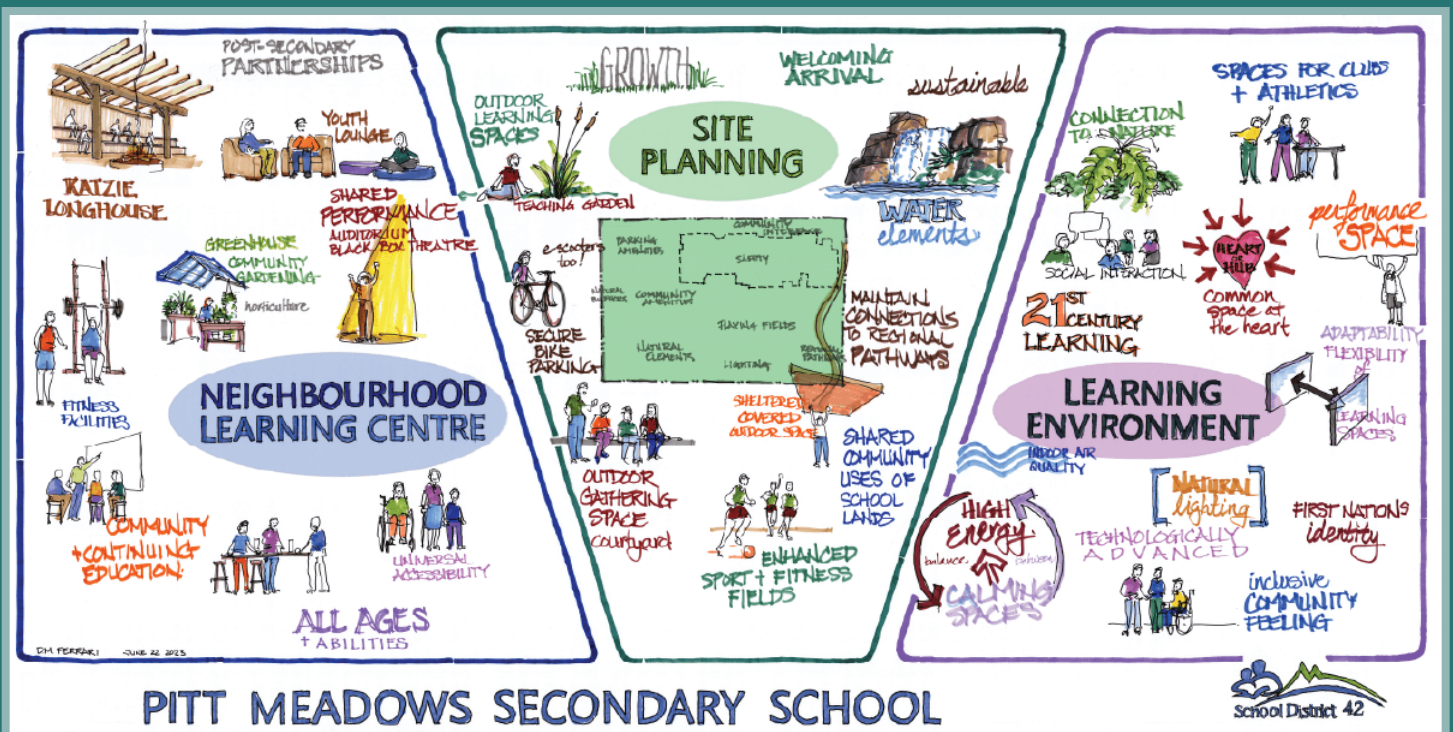 POST-SECONDARY
PARTNERSHIPS
YOUTH
LOUNGE
KATZIE
LONGHOUSE
SHARED
PERFORMANCE
AUDITORIUM
BLACK BOX THEATRE
GREENHOUSE
COMMUNITY
GARDENING
horticulture
FITNESS
FACILITIES
NEIGHBOURHOOD
LEARNING CENTRE
COMMUNITY
+ CONTINUING
EDUCATION
UNIVERSAL
ACCESSIBILITY
ALL AGES
+ ABILITIES
D.M. FERRARI JUNE 22 2023
GROWTH
WELCOMING
ARRIVAL
sustainable
OUTDOOR
LEARNING
SPACES
SITE
PLANNING
TEACHING GARDEN
WATER
elements
e-scooters
too!
SECURE
BIKE
PARKING
PARKING
AMENITIES
COMMUNITY
SAFETY
NATURAL
COMMUNITY
AMENITIES
PLAYING FIELDS
NATURAL
ELEMENTS
LIGHTING
REGIONAL
PATHWAYS
MAINTAIN
CONNECTIONS
TO REGIONAL
PATHWAYS
SHELTERED
COVERED
OUTDOOR SPACE
OUTDOOR
GATHERING
SPACE
courtyard
SHARED
COMMUNITY
USES OF
SCHOOL
LANDS
ENHANCED
SPORT + FITNESS
FIELDS
SPACES FOR CLUBS
+ ATHLETICS
CONNECTION
TO NATURE
performance
SPACE
SOCIAL INTERACTION
HEART
OR
HUB
Common
space at
the heart
21ST
CENTURY
LEARNING
ADAPTABILITY
FLEXIBILITY
of
LEARNING
SPACES
LEARNING
ENVIRONMENT
INDOOR AIR
QUALITY
NATURAL
lighting
HIGH
Energy
balance between
CALMING
SPACES
TECHNOLOGICALLY
ADVANCED
FIRST NATIONS
identity
inclusive
COMMUNITY
FEELING
PITT MEADOWS SECONDARY SCHOOL
School District 42